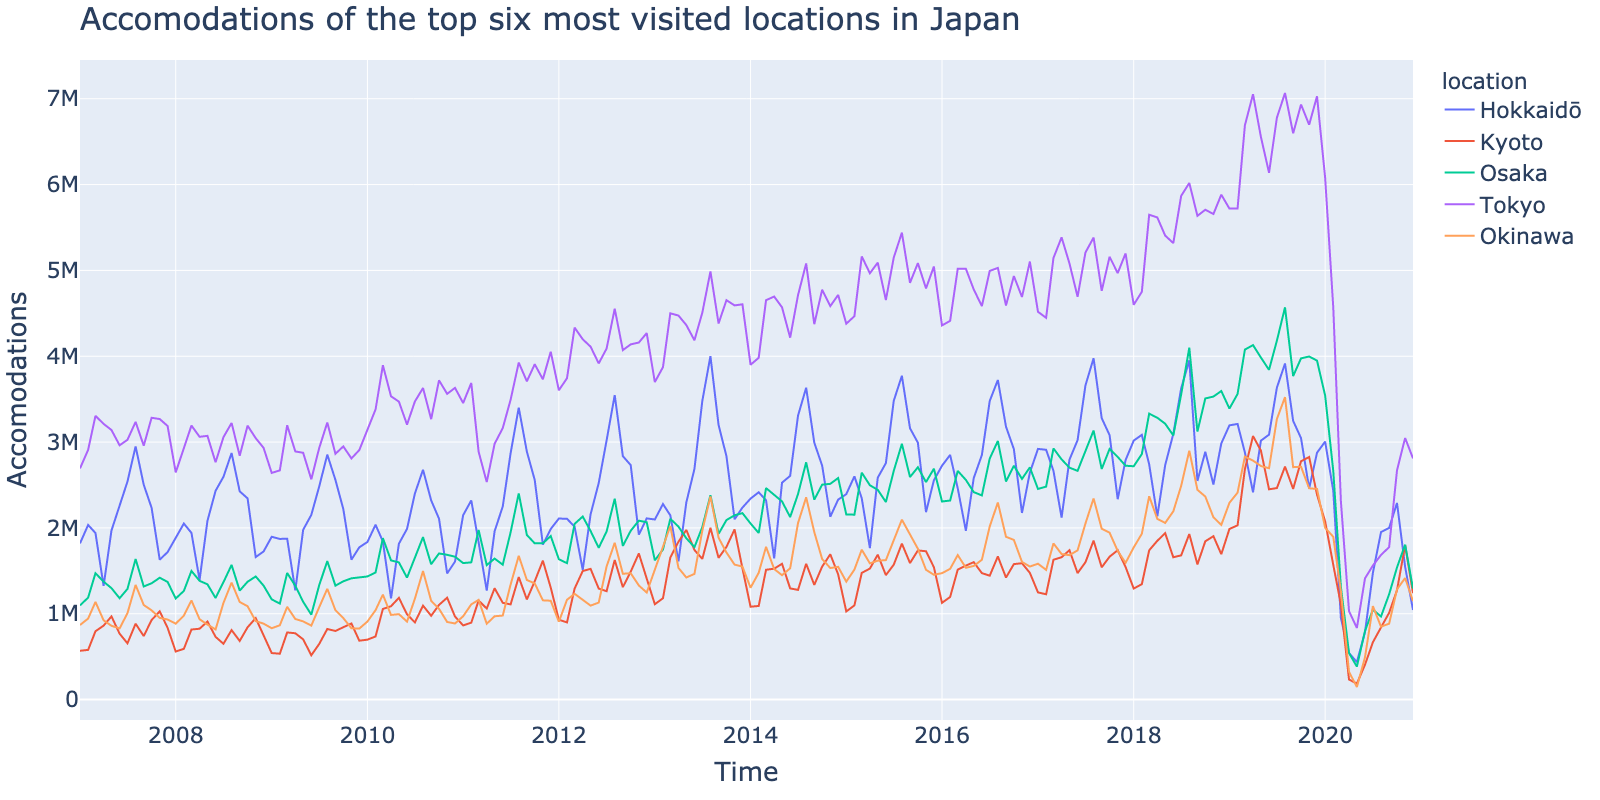 Accomodations of the top six most visited locations in Japan
location
Hokkaidō
Kyoto
Osaka
Tokyo
Okinawa
7M
6M
5M
4M
3M
2M
1M
0
Accomodations
2008 2010 2012 2014 2016 2018 2020
Time